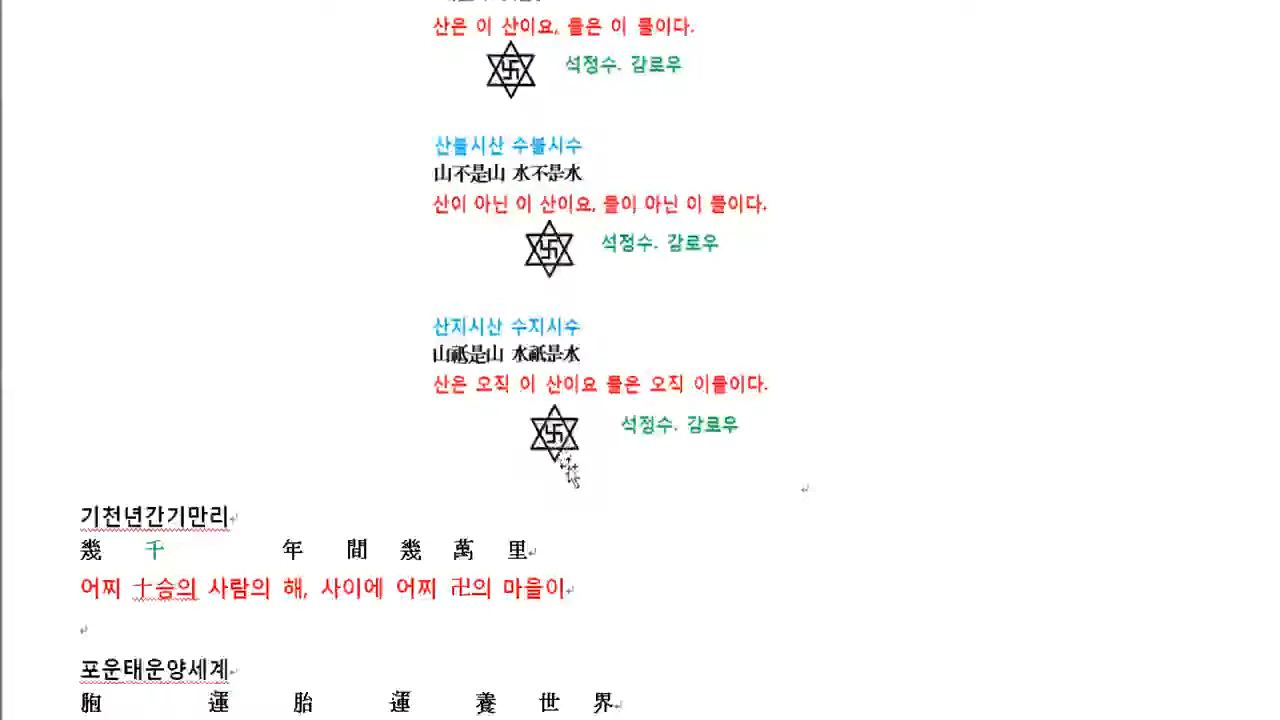 산은 이 산이요, 물은 이 물이다.
卐 석정수. 감로우
산불시산 수불시수
山不是山 水不是水
산이 아닌 이 산이요, 물이 아닌 이 물이다.
卐 석정수. 감로우
산지시산 수지시수
山祗是山 水祗是水
산은 오직 이 산이요 물은 오직 이물이다.
卐 석정수. 감로우
기천년간기만리
幾 千 年 間 幾 萬 里
어찌 十승의 사람의 해, 사이에 어찌 卍의 마을이
포운태운양세계
胞 運 胎 運 養 世 界